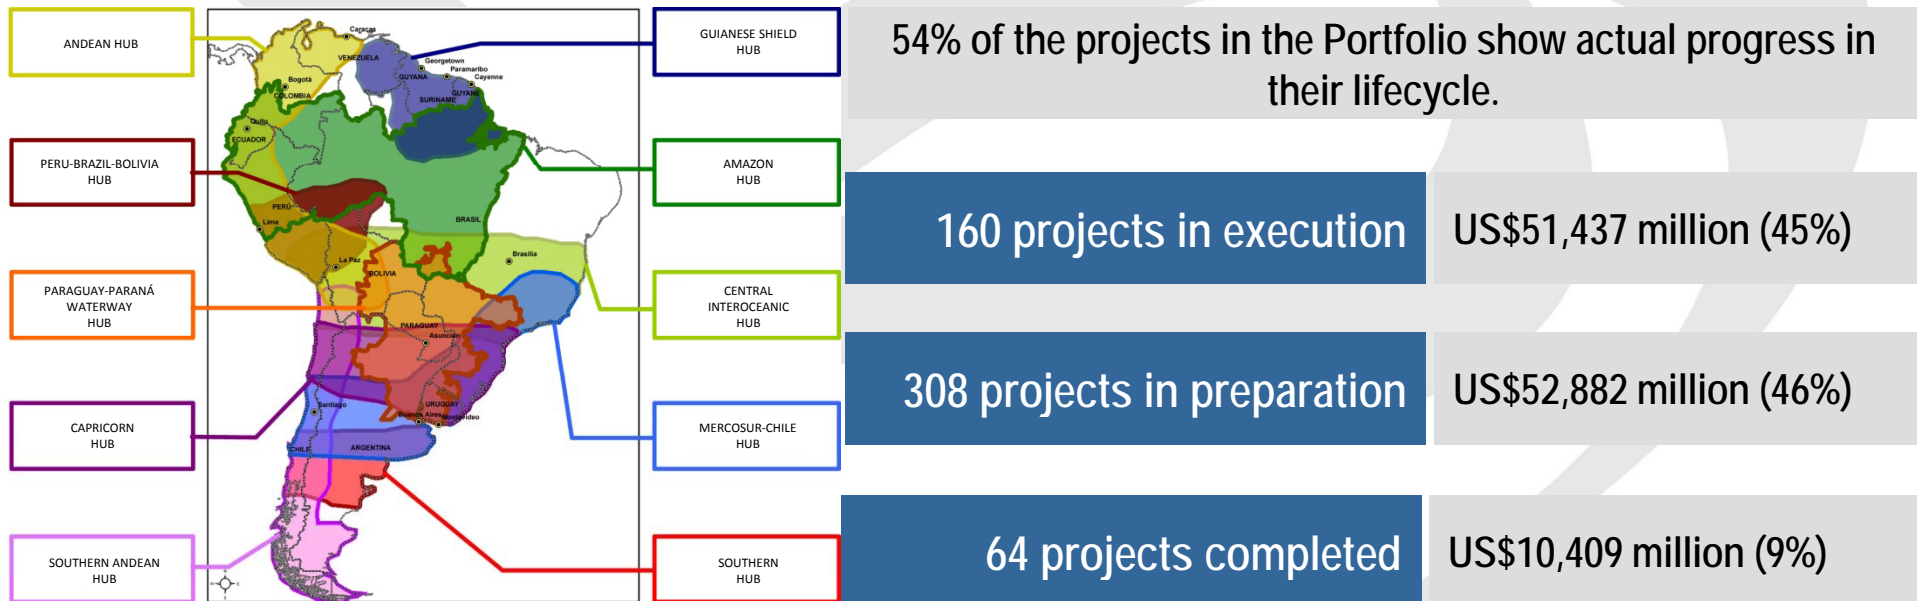 ANDEAN HUB
PERU-BRAZIL-BOLIVIA
HUB
PARAGUAY-PARANÁ
WATERWAY
HUB
CAPRICORN
HUB
SOUTHERN ANDEAN
HUB
Caracas
VENEZUELA
Georgetown
Paramaribo
GUYANA
Cayenne
Bogotá
GUYANE
COLOMBIA
SURINAME
Quito
ECUADOR
PERÚ
Lima
BRASIL
Brasilia
La Paz
BOLIVIA
PARAGUAY
Asunción
Santiago
URUGUAY
Buenos Aires
Montevideo
CHILE
ARGENTINA
GUIANESE SHIELD
HUB
AMAZON
HUB
CENTRAL
INTEROCEANIC
HUB
MERCOSUR-CHILE
HUB
SOUTHERN
HUB
54% of the projects in the Portfolio show actual progress in
their lifecycle.
160 projects in execution
US$51,437 million (45%)
308 projects in preparation
US$52,882 million (46%)
64 projects completed
US$10,409 million (9%)